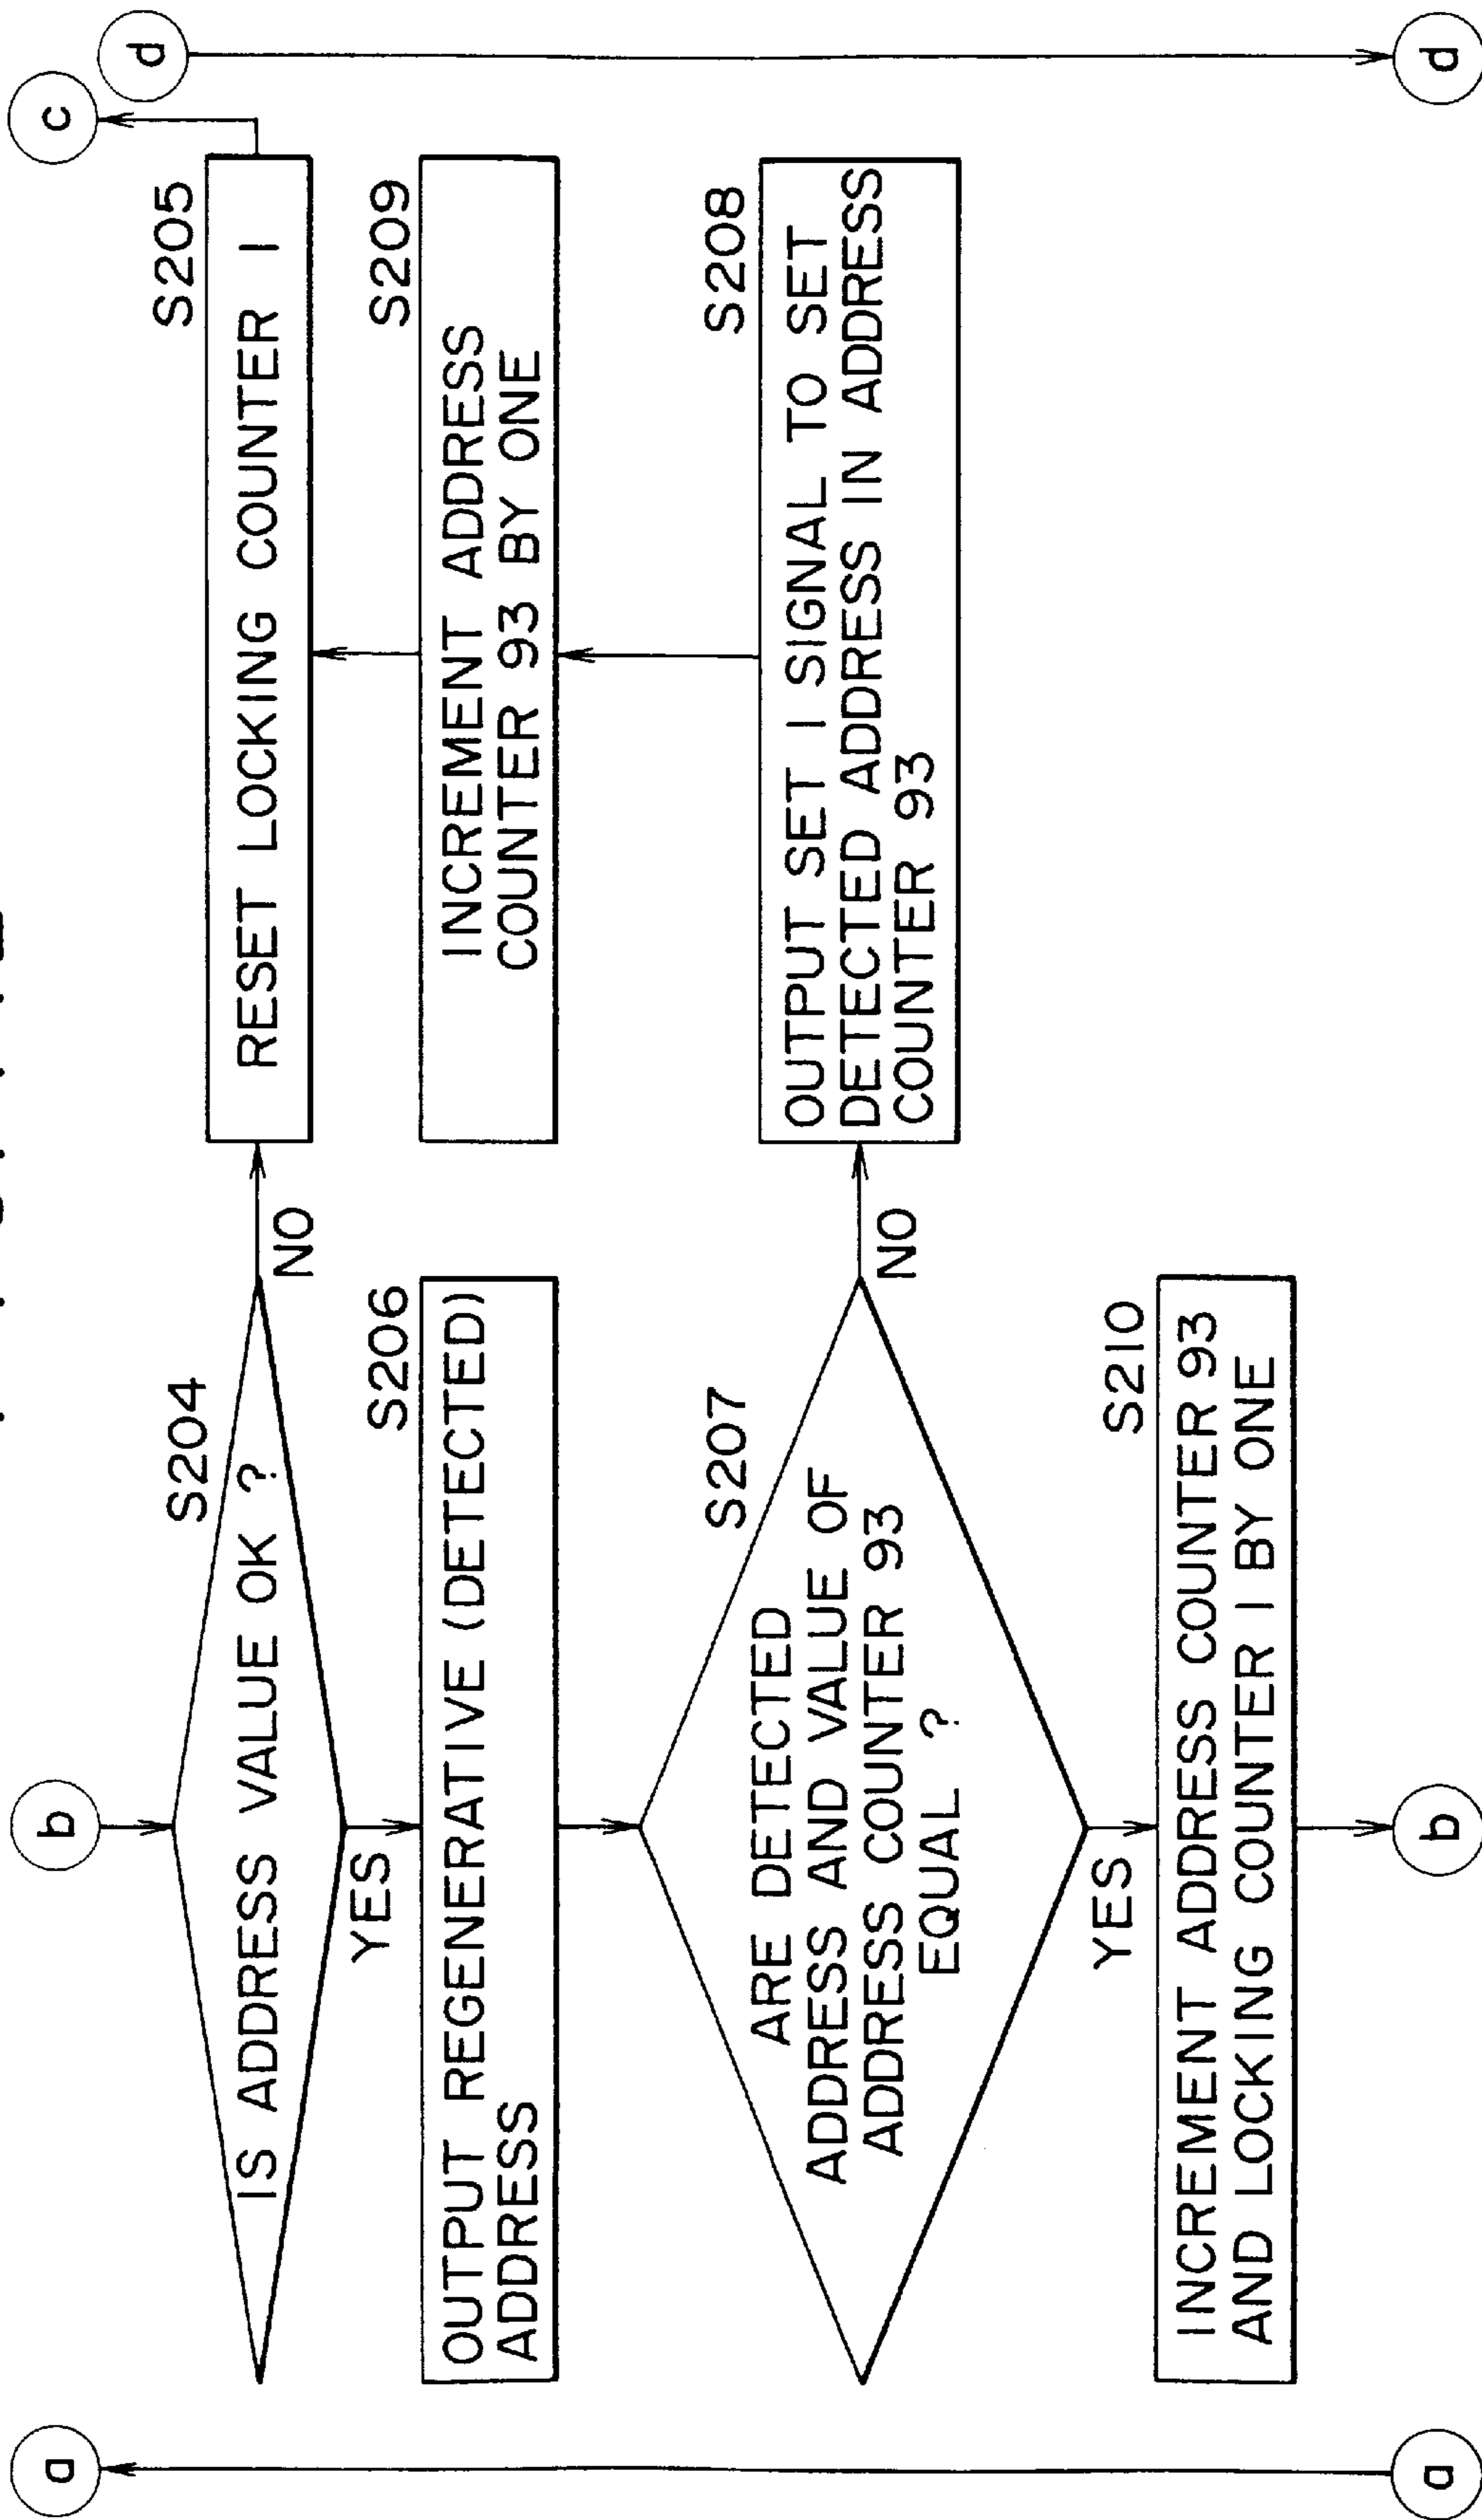 a
b
c
d
S204
IS ADDRESS VALUE OK ?
NO
YES
S205
RESET LOCKING COUNTER I
S206
OUTPUT REGENERATIVE (DETECTED)
ADDRESS
S209
INCREMENT ADDRESS
COUNTER 93 BY ONE
S207
ARE DETECTED
ADDRESS AND VALUE OF
ADDRESS COUNTER 93
EQUAL ?
NO
YES
S208
OUTPUT SET I SIGNAL TO SET
DETECTED ADDRESS IN ADDRESS
COUNTER 93
S210
INCREMENT ADDRESS COUNTER 93
AND LOCKING COUNTER I BY ONE
a
b
d